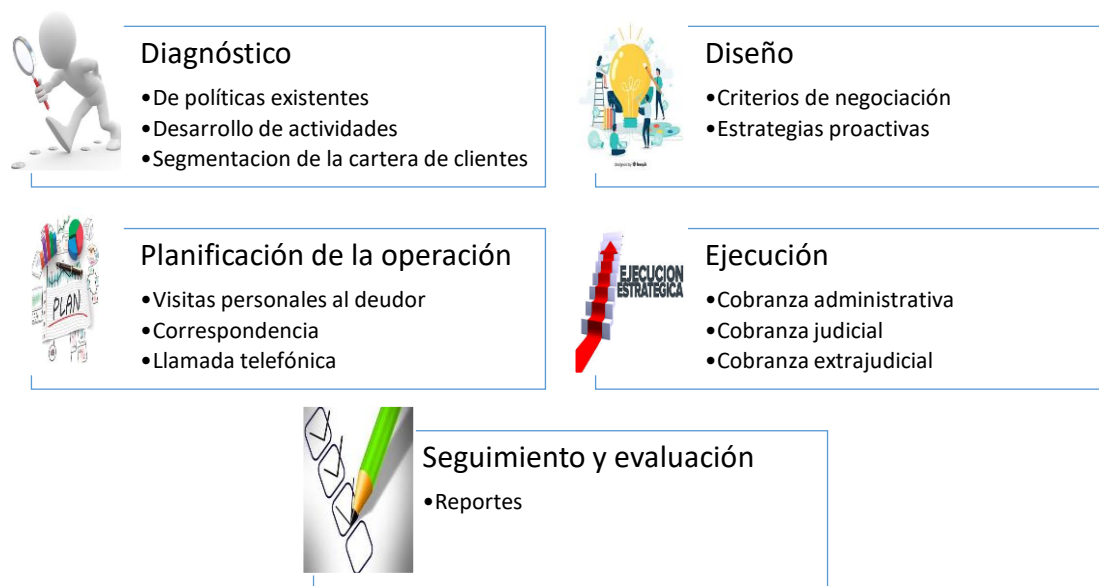 Diagnóstico
•De políticas existentes
•Desarrollo de actividades
•Segmentacion de la cartera de clientes
Diseño
•Criterios de negociación
•Estrategias proactivas
Planificación de la operación
•Visitas personales al deudor
•Correspondencia
•Llamada telefónica
PLAN
Ejecución
•Cobranza administrativa
•Cobranza judicial
•Cobranza extrajudicial
EJECUCION
ESTRATEGICA
Seguimiento y evaluación
•Reportes